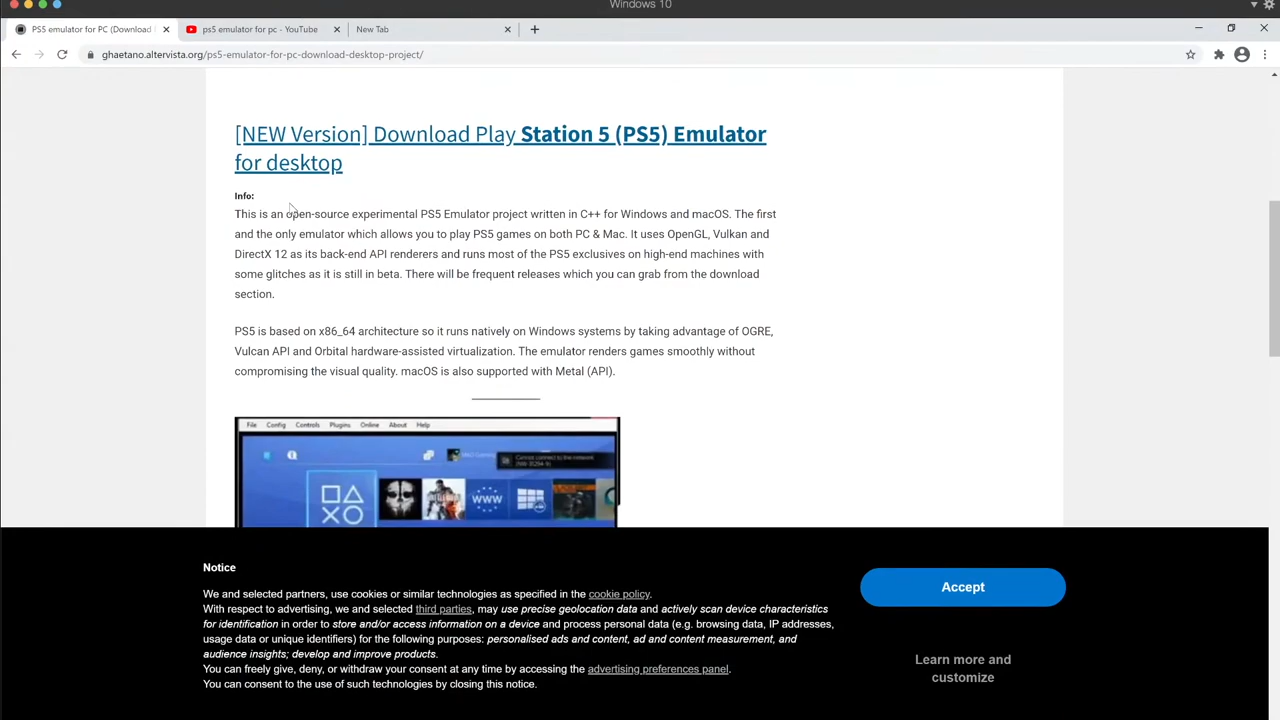 Windows 10
PS5 emulator for PC (Download
ps5 emulator for pc - YouTube
New Tab
ghaetano.altervista.org/ps5-emulator-for-pc-download-desktop-project/
[NEW Version] Download Play Station 5 (PS5) Emulator
for desktop
Info:
This is an open-source experimental PS5 Emulator project written in C++ for Windows and macOS. The first
and the only emulator which allows you to play PS5 games on both PC & Mac. It uses OpenGL, Vulkan and
DirectX 12 as its back-end API renderers and runs most of the PS5 exclusives on high-end machines with
some glitches as it is still in beta. There will be frequent releases which you can grab from the download
section.
PS5 is based on x86_64 architecture so it runs natively on Windows systems by taking advantage of OGRE,
Vulcan API and Orbital hardware-assisted virtualization. The emulator renders games smoothly without
compromising the visual quality. macOS is also supported with Metal (API).
File Config Controls Plugins Online About Help
WWW
Notice
We and selected partners, use cookies or similar technologies as specified in the cookie policy.
With respect to advertising, we and selected third parties, may use precise geolocation data and actively scan device characteristics
for identification in order to store and/or access information on a device and process personal data (e.g. browsing data, IP addresses,
usage data or unique identifiers) for the following purposes: personalised ads and content, ad and content measurement, and
audience insights; develop and improve products.
You can freely give, deny, or withdraw your consent at any time by accessing the advertising preferences panel.
You can consent to the use of such technologies by closing this notice.
Accept
Learn more and
customize